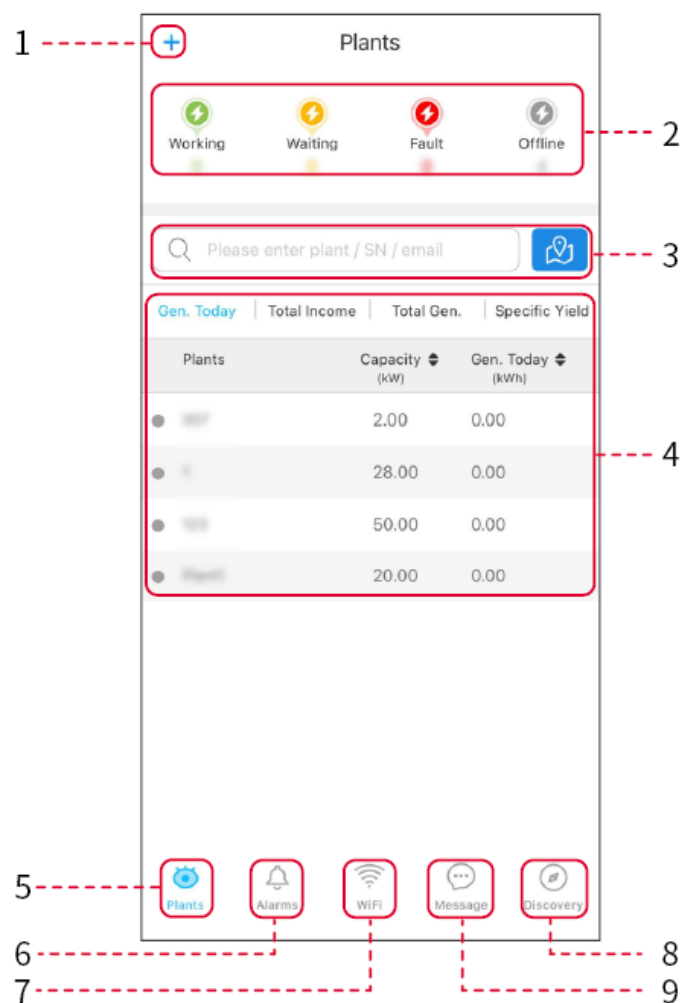 1
Plants
Working Waiting Fault Offline
2
Please enter plant / SN / email
3
Gen. Today Total Income Total Gen. Specific Yield
Plants Capacity Gen. Today
(kW) (kWh)
2.00 0.00
4
28.00 0.00
50.00 0.00
20.00 0.00
5
Plants Alarms WiFi Message Discovery
6 8
7 9